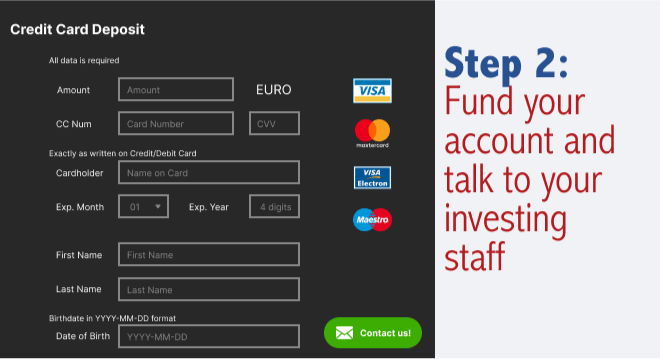 Credit Card Deposit
All data is required
Amount
Amount
EURO
CC Num
Card Number
CVV
Exactly as written on Credit/Debit Card
Cardholder
Name on Card
Exp. Month
01
Exp. Year
4 digits
First Name
First Name
Last Name
Last Name
Birthdate in YYYY-MM-DD format
Date of Birth
YYYY-MM-DD
VISA
mastercard
VISA
Electron
Maestro
Contact us!
Step 2:
Fund your
account and
talk to your
investing
staff